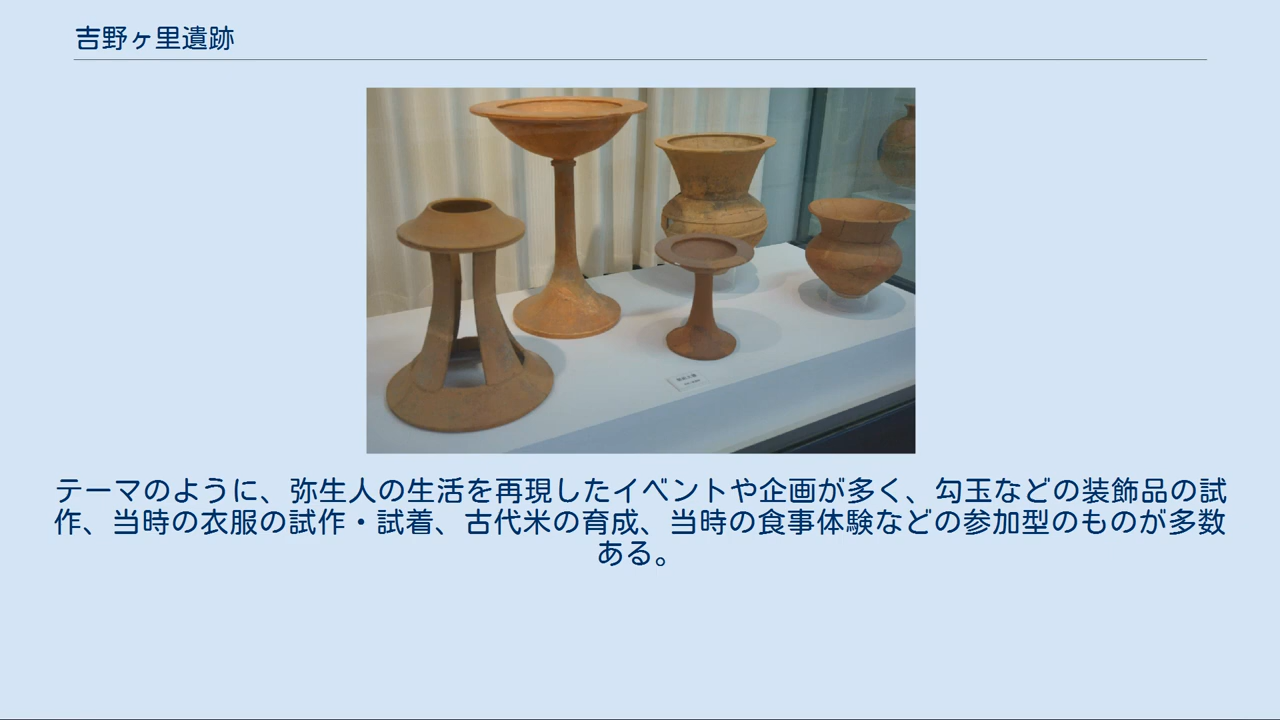 吉野ヶ里遺跡
テーマのように、弥生人の生活を再現したイベントや企画が多く、勾玉などの装飾品の試
作、当時の衣服の試作・試着、古代米の育成、当時の食事体験などの参加型のものが多数
ある。